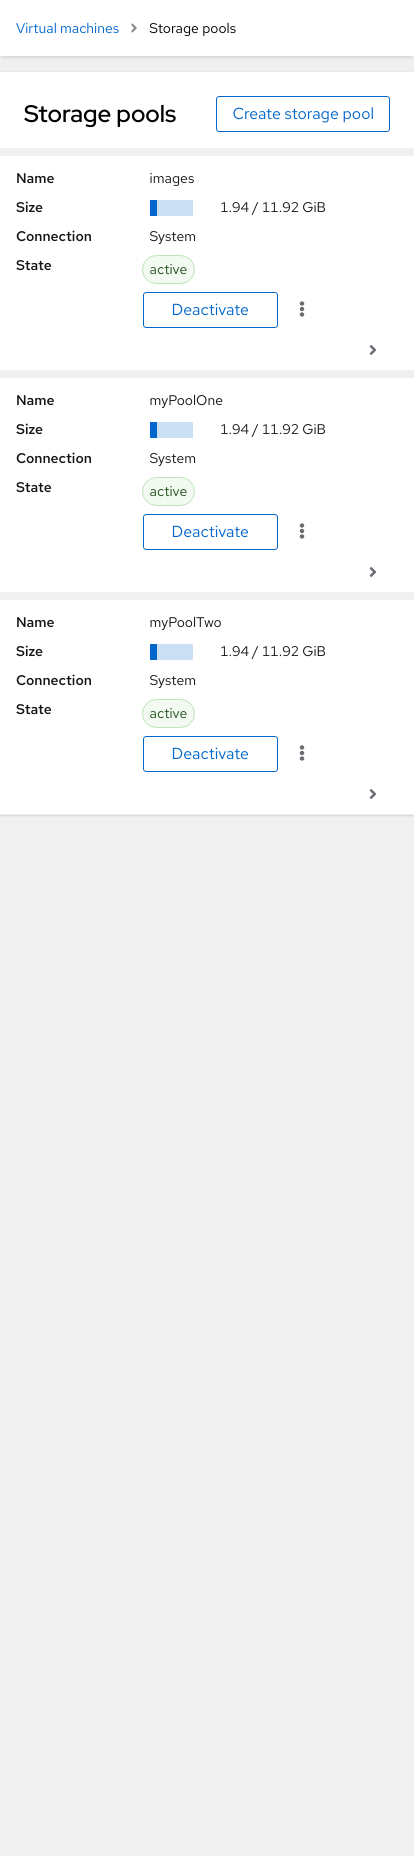 Virtual machines > Storage pools
Storage pools Create storage pool
Name images
Size 1.94 / 11.92 GiB
Connection System
State active
Deactivate
Name myPoolOne
Size 1.94 / 11.92 GiB
Connection System
State active
Deactivate
Name myPoolTwo
Size 1.94 / 11.92 GiB
Connection System
State active
Deactivate